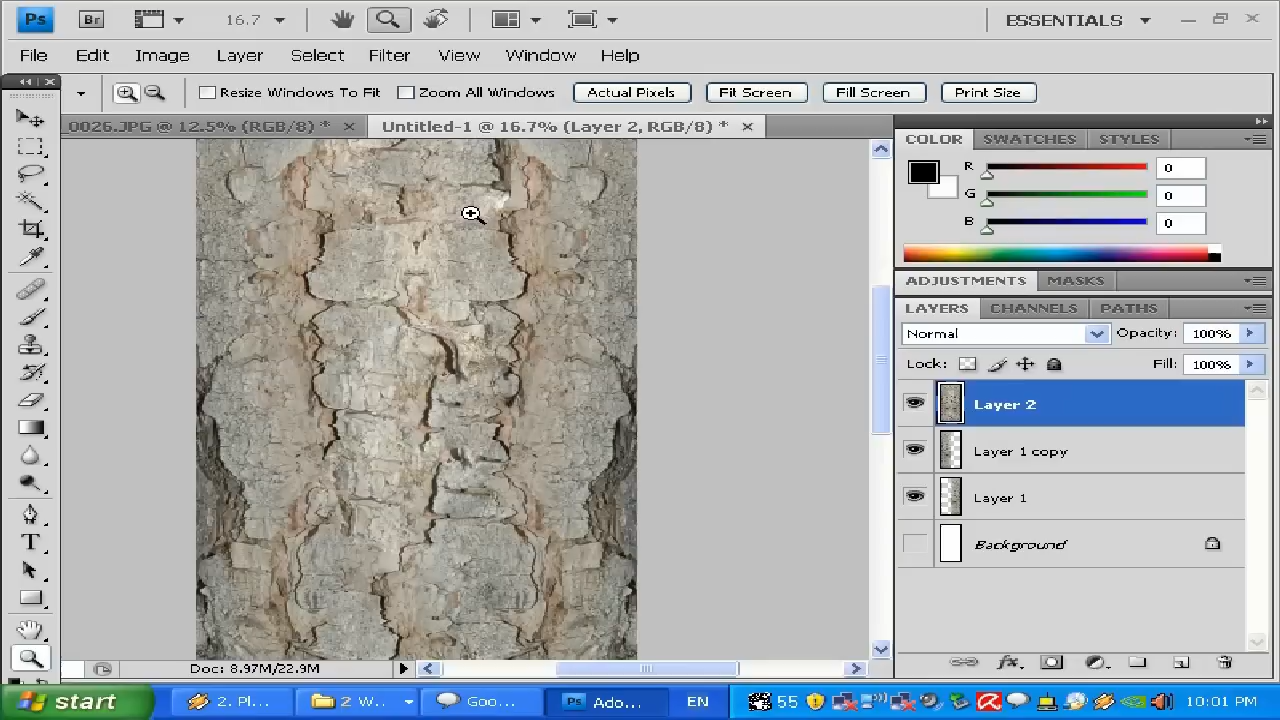 Ps Br 16.7 ESSENTIALS
File Edit Image Layer Select Filter View Window Help
Resize Windows To Fit Zoom All Windows Actual Pixels Fit Screen Fill Screen Print Size
_0026.JPG @ 12.5% (RGB/8) * Untitled-1 @ 16.7% (Layer 2, RGB/8) *
COLOR SWATCHES STYLES
R 0
G 0
B 0
ADJUSTMENTS MASKS
LAYERS CHANNELS PATHS
Normal Opacity: 100%
Lock: Fill: 100%
Layer 2
Layer 1 copy
Layer 1
Background
T
fx
Doc: 8.97M/22.9M
start 2. Pl... 2 W... Goo... Ps Ado... EN 55 10:01 PM